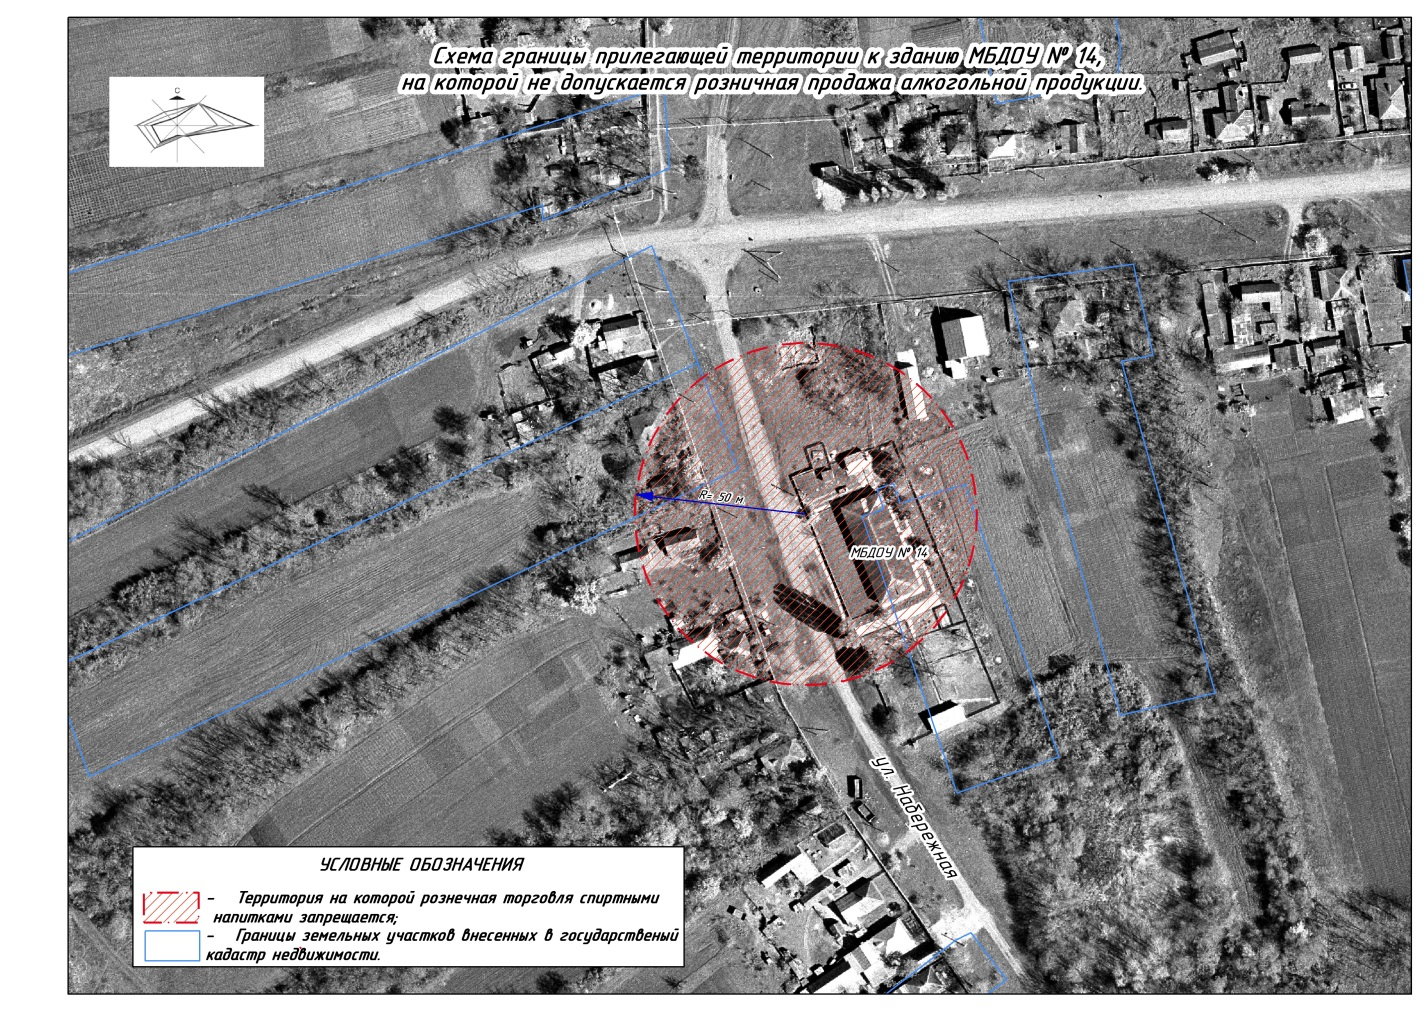 Схема границы прилегающей территории к зданию МБДОУ № 14,
на которой не допускается розничная продажа алкогольной продукции.
С
R= 50 м
МБДОУ № 14
ул. Набережная
УСЛОВНЫЕ ОБОЗНАЧЕНИЯ
- Территория на которой рознечная торговля спиртными
напитками запрещается;
- Границы земельных участков внесенных в государственый
кадастр недвижимости.